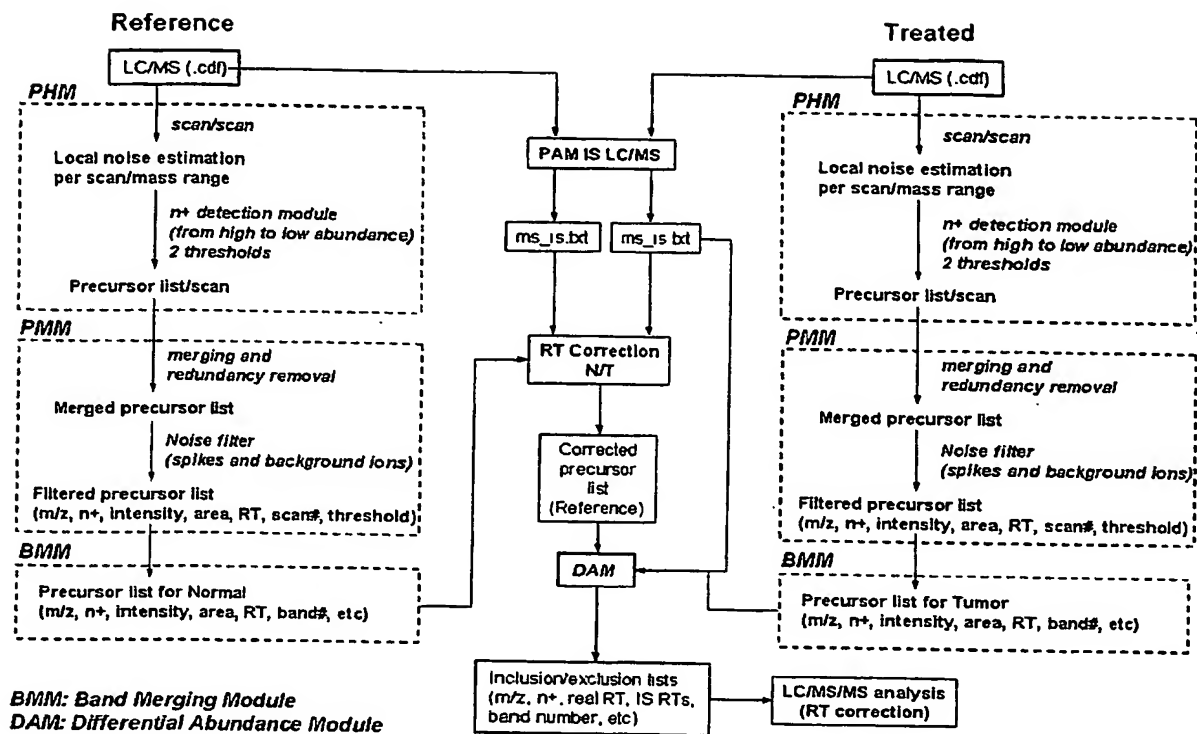 Reference
LC/MS (.cdf)
PHM
scan/scan
Local noise estimation
per scan/mass range
n+ detection module
(from high to low abundance)
2 thresholds
Precursor list/scan
PMM
merging and
redundancy removal
Merged precursor list
Noise filter
(spikes and background ions)
Filtered precursor list
(m/z, n+, intensity, area, RT, scan#, threshold)
BMM
Precursor list for Normal
(m/z, n+, intensity, area, RT, band#, etc)
BMM: Band Merging Module
DAM: Differential Abundance Module
PAM IS LC/MS
ms_is.txt
ms_is.txt
RT Correction
N/T
Corrected
precursor
list
(Reference)
DAM
Inclusion/exclusion lists
(m/z, n+, real RT, IS RTs,
band number, etc)
LC/MS/MS analysis
(RT correction)
Treated
LC/MS (.cdf)
PHM
scan/scan
Local noise estimation
per scan/mass range
n+ detection module
(from high to low abundance)
2 thresholds
Precursor list/scan
PMM
merging and
redundancy removal
Merged precursor list
Noise filter
(spikes and background ions)
Filtered precursor list
(m/z, n+, intensity, area, RT, scan#, threshold)
BMM
Precursor list for Tumor
(m/z, n+, intensity, area, RT, band#, etc)